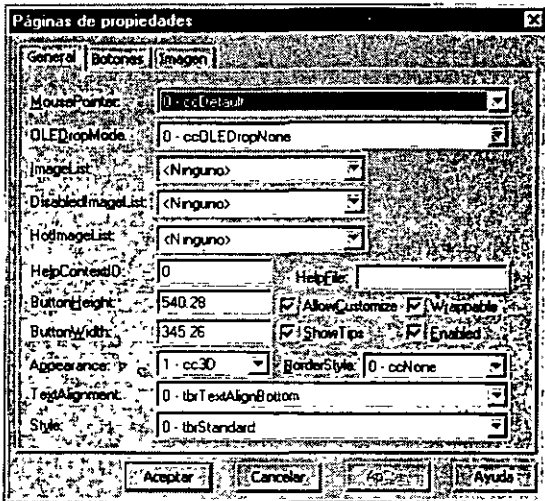 Páginas de propiedades
General Botones Imagen
MousePointer: 0 - ccDefault
OLEDropMode: 0 - ccOLEDropNone
ImageList: <Ninguno>
DisabledImageList: <Ninguno>
HotImageList: <Ninguno>
HelpContextID: 0 HelpFile:
ButtonHeight: 540.28 AllowCustomize Wrappable
ButtonWidth: 345.26 ShowTips Enabled
Appearance: 1 - cc3D BorderStyle: 0 - ccNone
TextAlignment: 0 - tbrTextAlignBottom
Style: 0 - tbrStandard
Aceptar Cancelar Ayuda